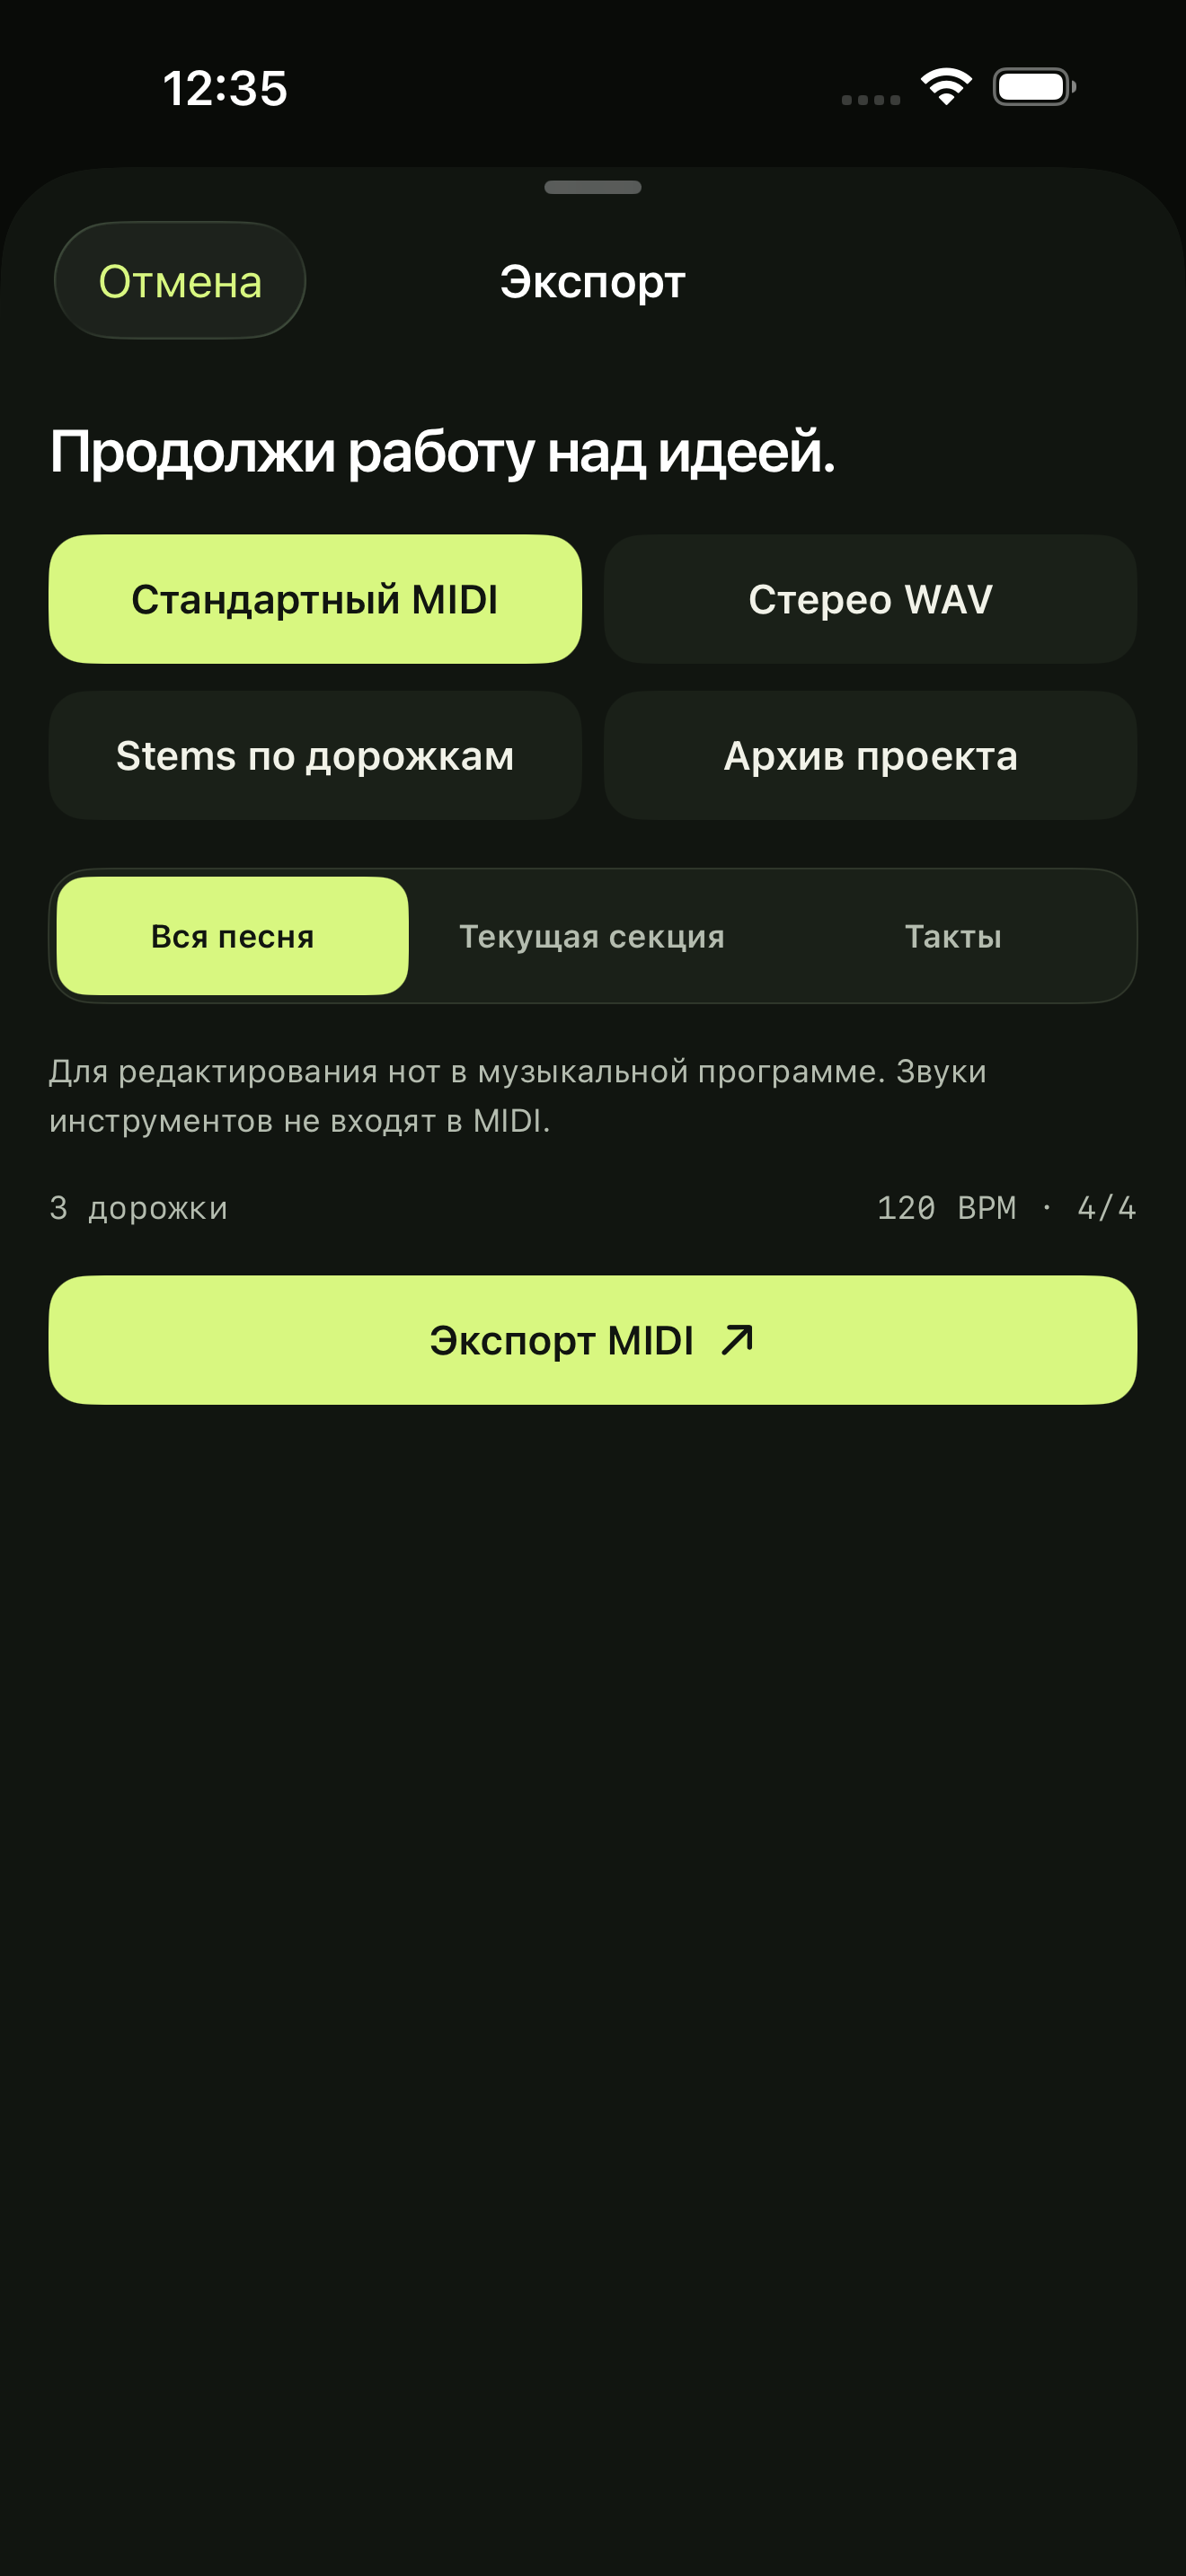 12:35
Отмена
Экспорт
Продолжи работу над идеей.
Стандартный MIDI
Стерео WAV
Stems по дорожкам
Архив проекта
Вся песня
Текущая секция
Такты
Для редактирования нот в музыкальной программе. Звуки
инструментов не входят в MIDI.
3 дорожки
120 BPM · 4/4
Экспорт MIDI ↗